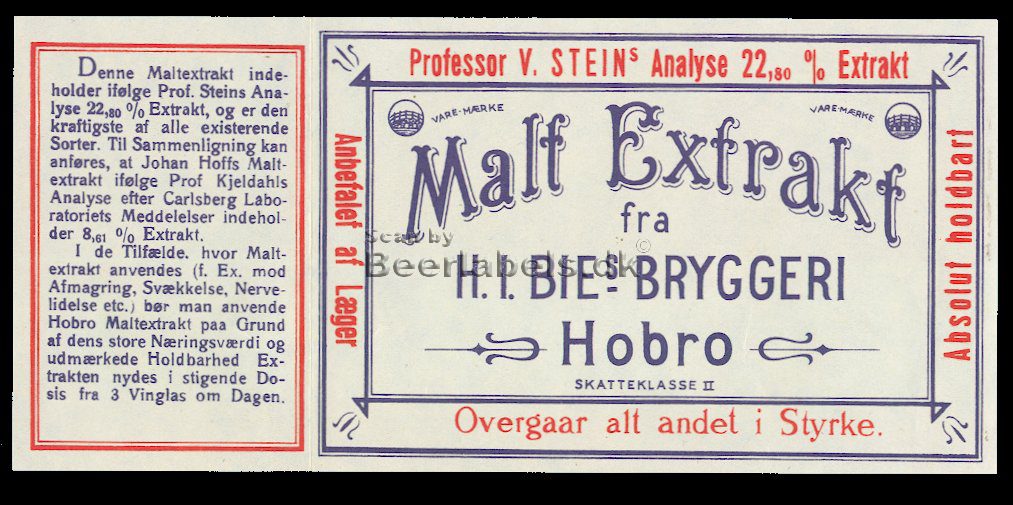 Denne Maltextrakt inde-
holder ifølge Prof. Steins Ana-
lyse 22,80 % Extrakt, og er den
kraftigste af alle existerende
Sorter. Til Sammenligning kan
anføres, at Johan Hoffs Malt-
extrakt ifølge Prof Kjeldahls
Analyse efter Carlsberg Labo-
ratoriets Meddelelser indehol-
der 8,61 % Extrakt.
I de Tilfælde. hvor Malt-
extrakt anvendes (f. Ex. mod
Afmagring, Svækkelse, Nerve-
lidelse etc.) bør man anvende
Hobro Maltextrakt paa Grund
af dens store Næringsværdi og
udmærkede Holdbarhed Ex-
trakten nydes i stigende Do-
sis fra 3 Vinglas om Dagen.
Professor V. STEINS Analyse 22,80 % Extrakt
Anbefalet af Læger
VARE-MÆRKE
VARE-MÆRKE
Malt Extrakt
fra
H. I. BIES BRYGGERI
Hobro
SKATTEKLASSE II
Absolut holdbart
Overgaar alt andet i Styrke.
Scan by
Beerlabels.dk
©